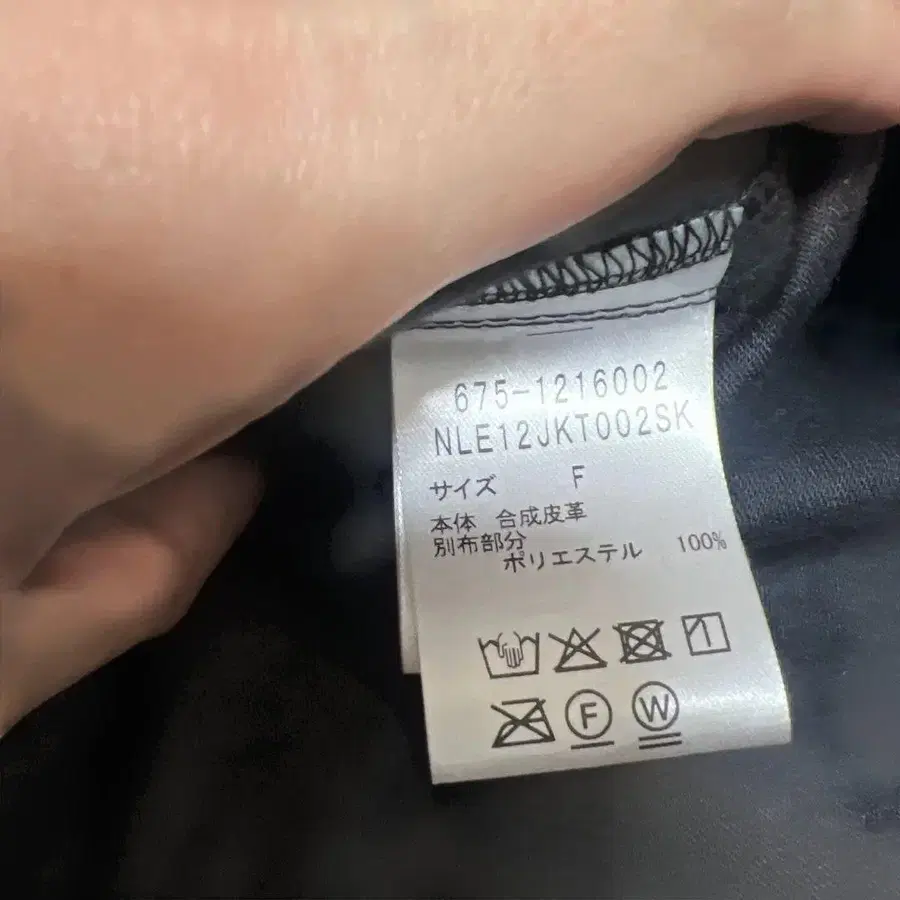 675-1216002
NLE12JKT002SK
サイズ F
本体 合成皮革
別布部分
ポリエステル 100%
F W